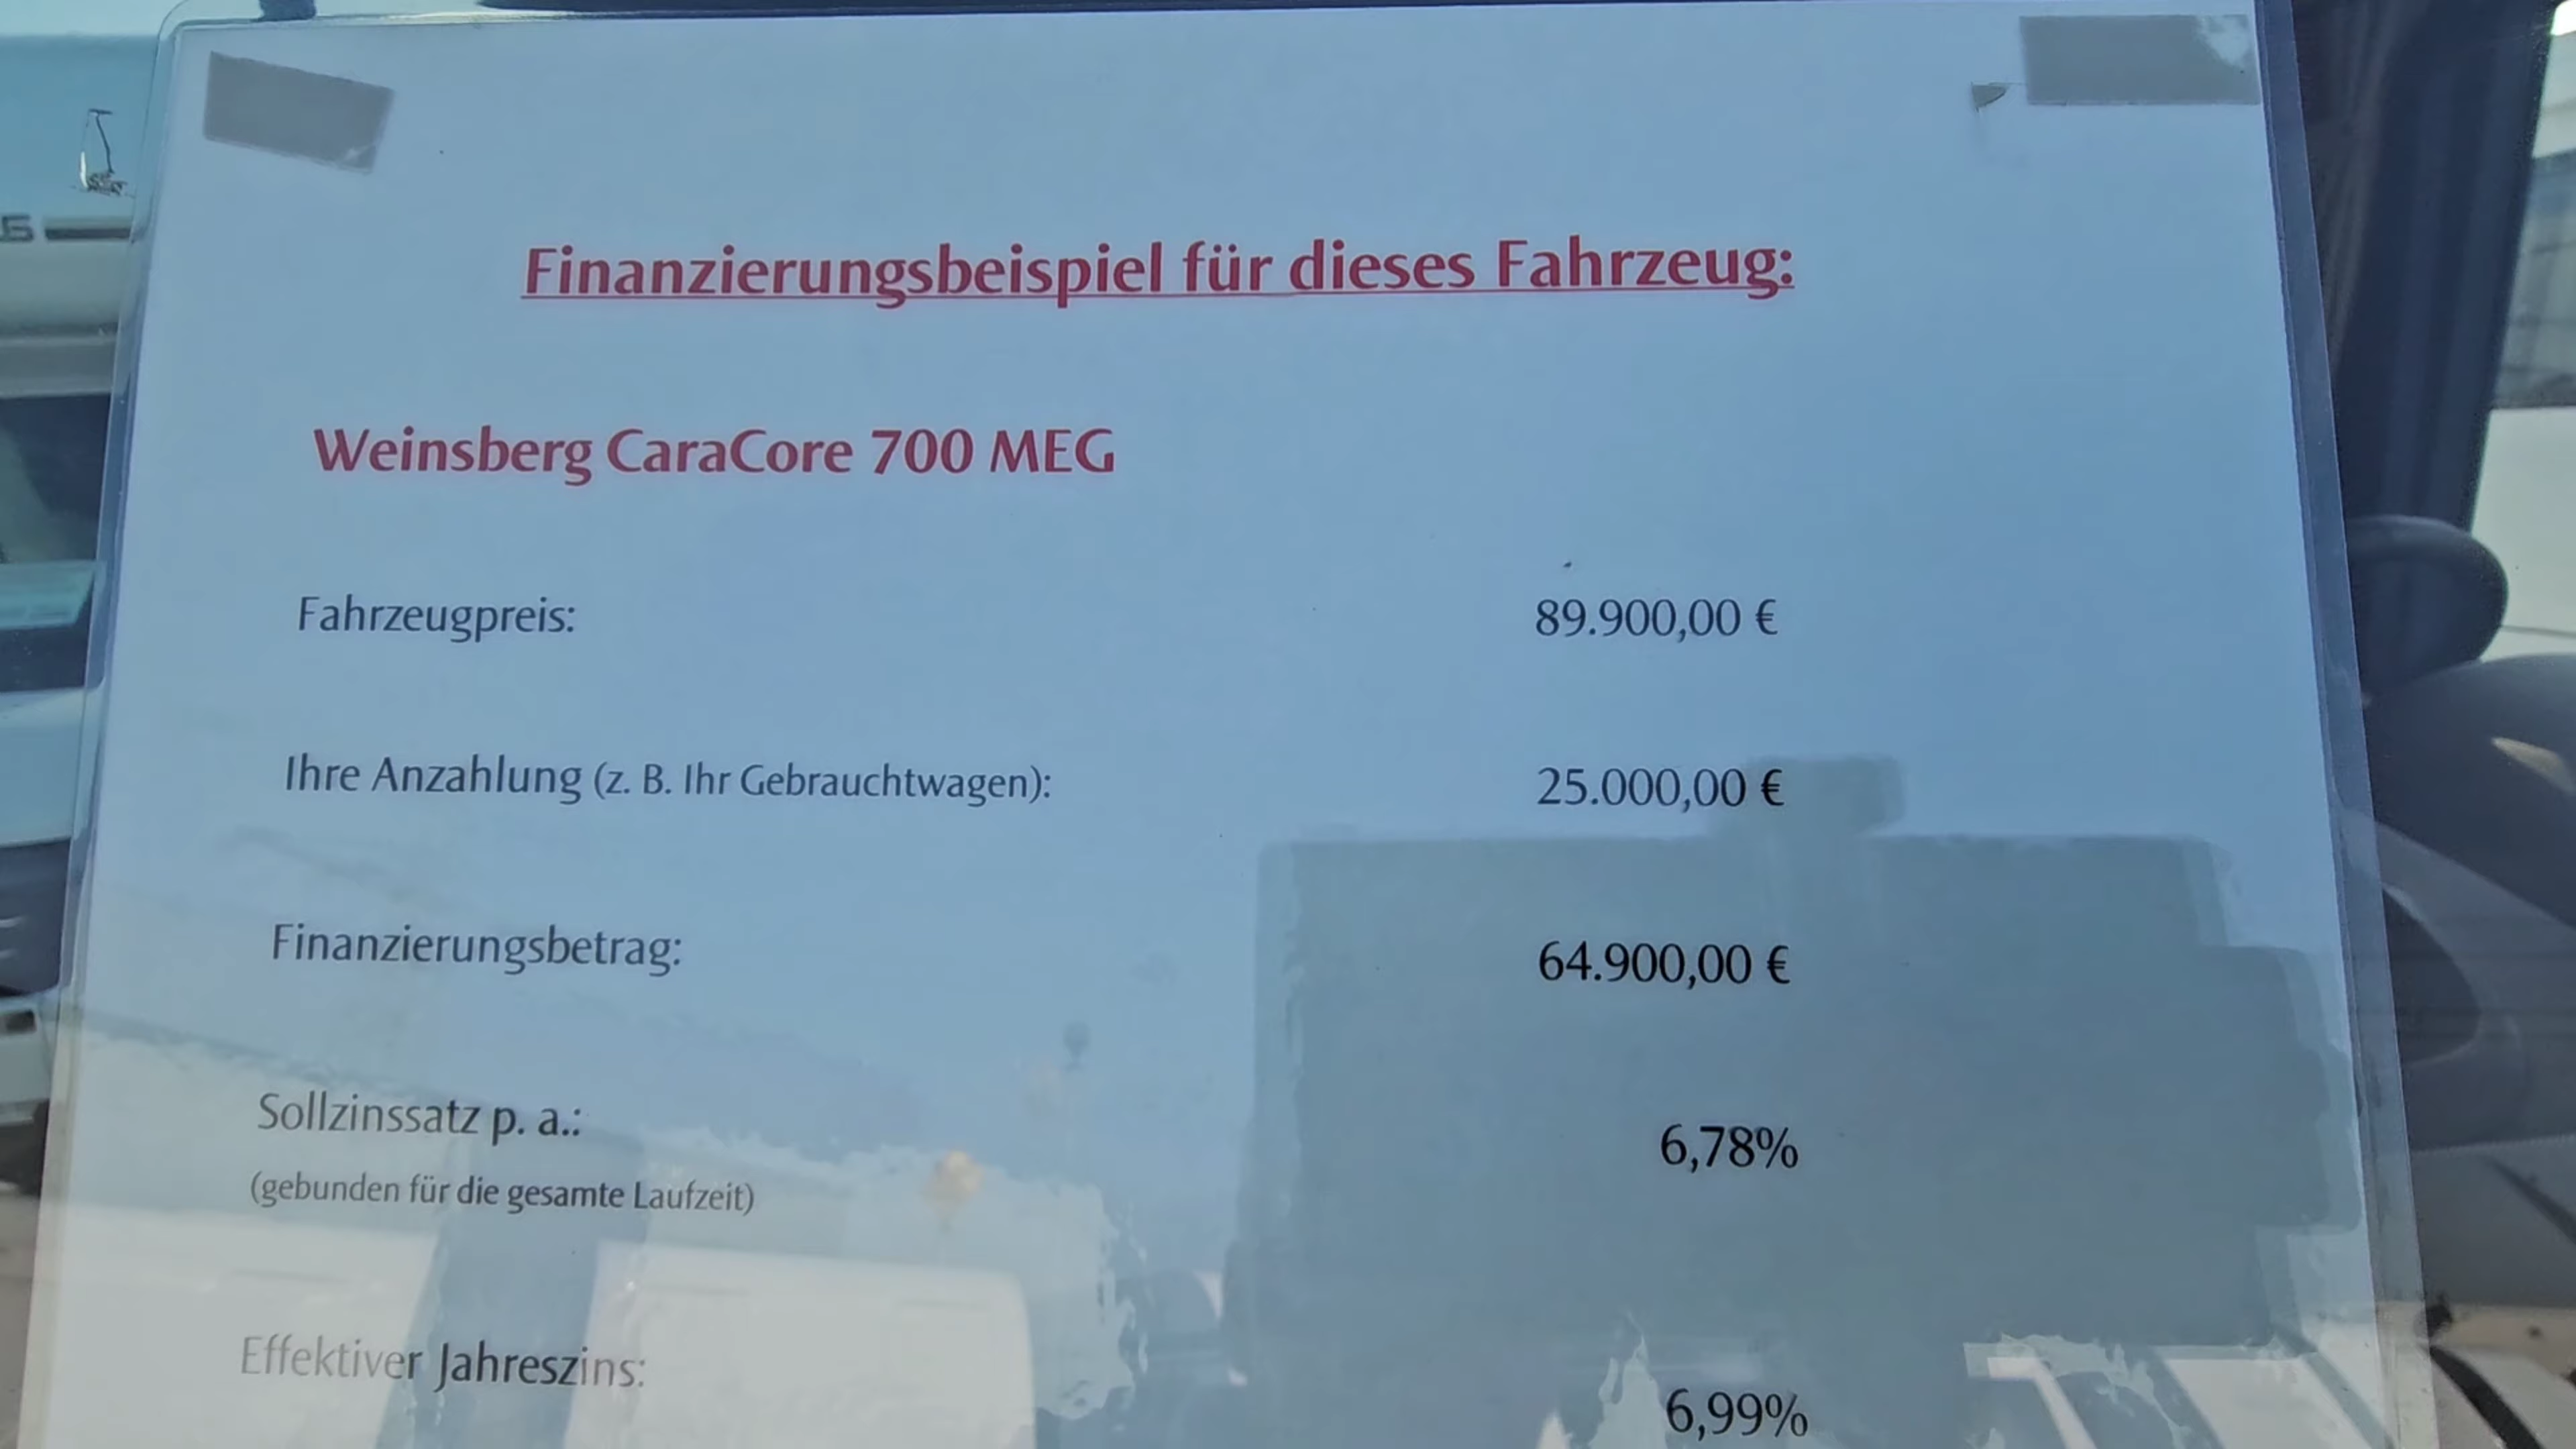 Finanzierungsbeispiel für dieses Fahrzeug:
Weinsberg CaraCore 700 MEG
Fahrzeugpreis: 89.900,00 €
Ihre Anzahlung (z. B. Ihr Gebrauchtwagen): 25.000,00 €
Finanzierungsbetrag: 64.900,00 €
Sollzinssatz p. a.: 6,78%
(gebunden für die gesamte Laufzeit)
Effektiver Jahreszins: 6,99%